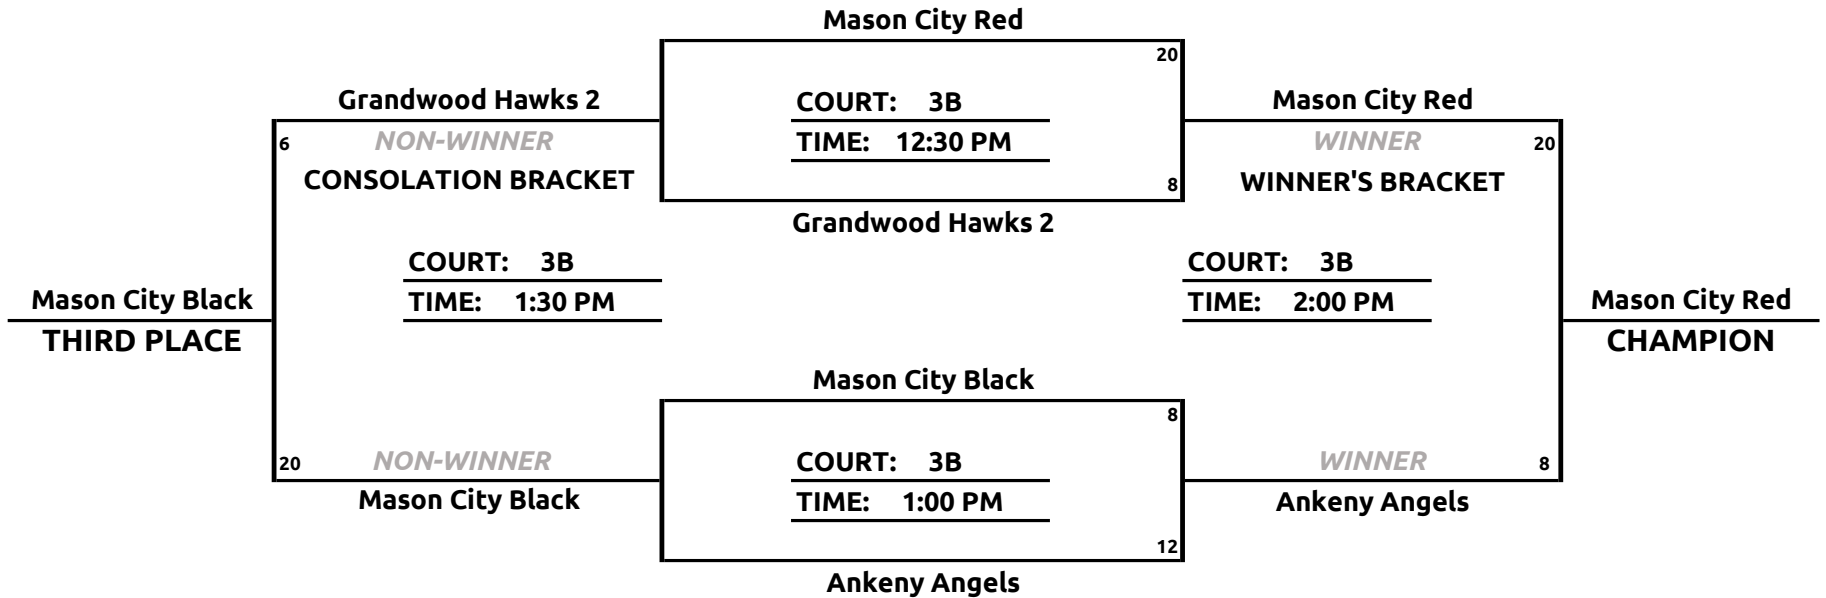 Mason City Red
20
Grandwood Hawks 2
COURT: 3B
Mason City Red
6
NON-WINNER
TIME: 12:30 PM
WINNER
20
CONSOLATION BRACKET
8
WINNER'S BRACKET
Grandwood Hawks 2
COURT: 3B
COURT: 3B
Mason City Black
TIME: 1:30 PM
TIME: 2:00 PM
Mason City Red
THIRD PLACE
CHAMPION
Mason City Black
8
20
NON-WINNER
COURT: 3B
WINNER
8
Mason City Black
TIME: 1:00 PM
Ankeny Angels
12
Ankeny Angels